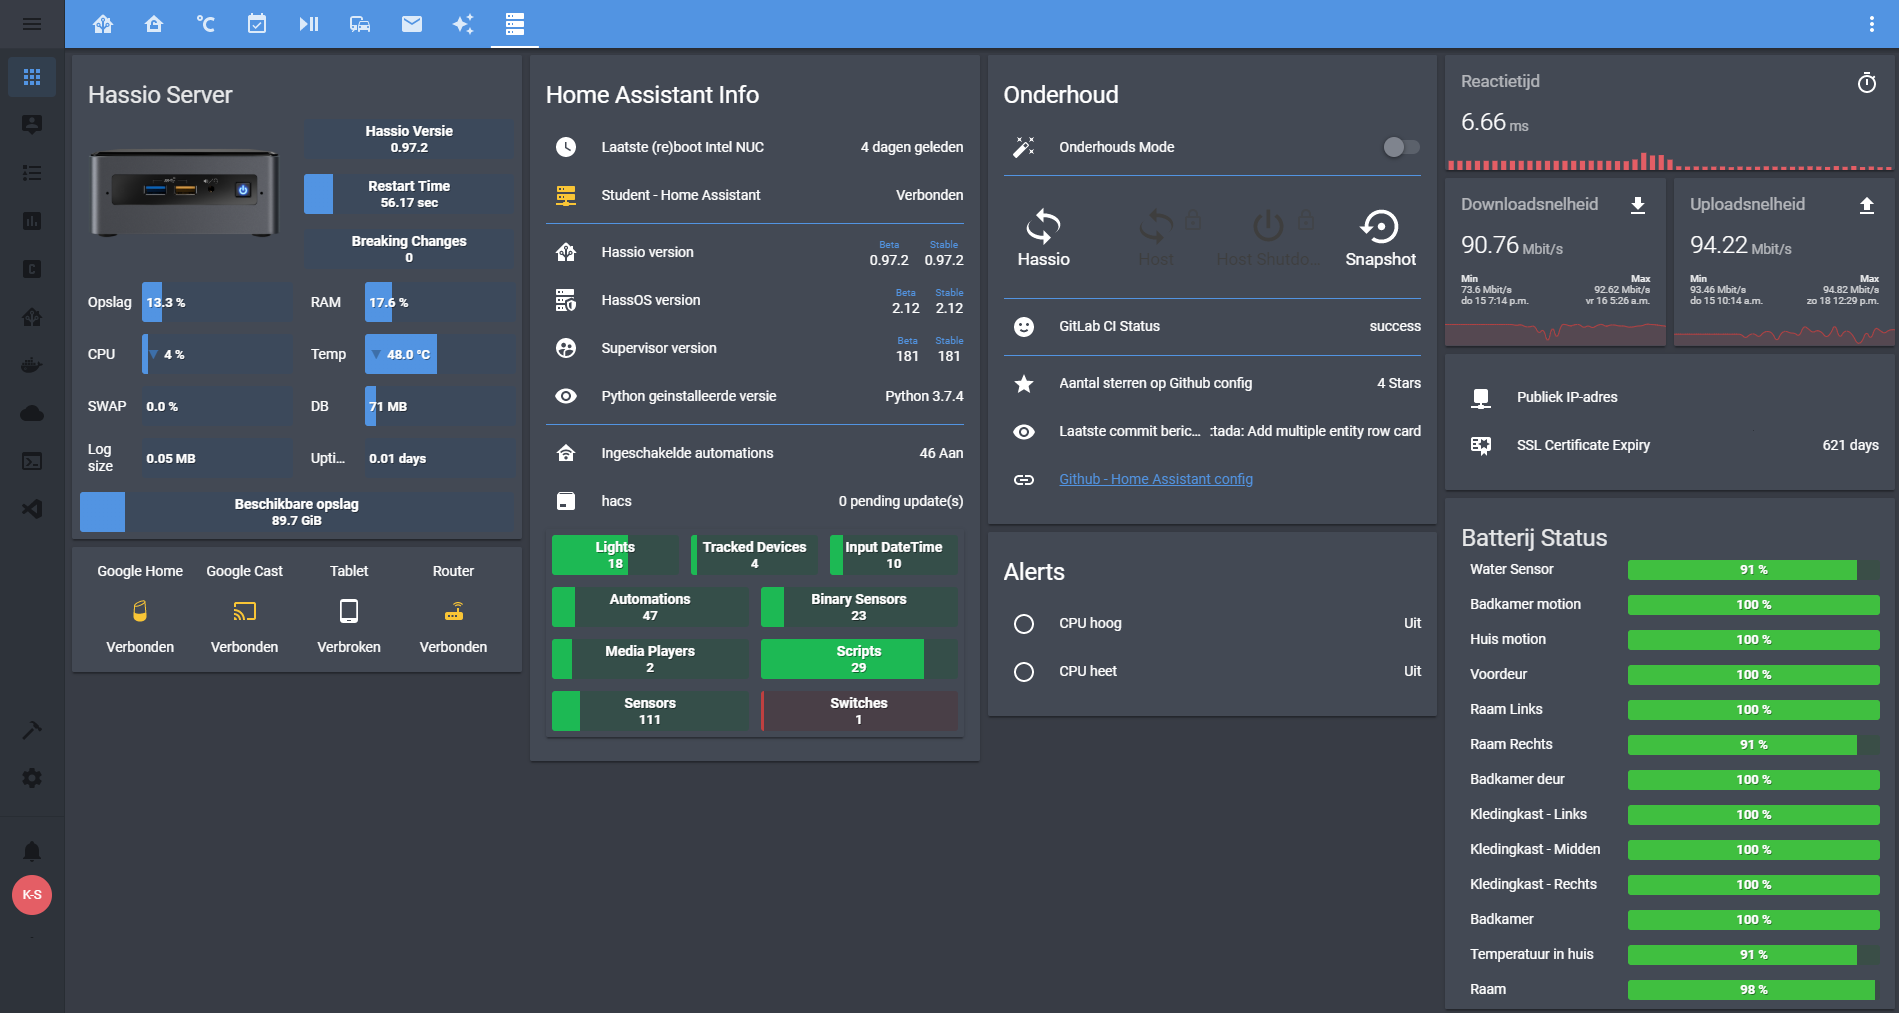 Hassio Server
Hassio Versie
0.97.2
Restart Time
56.17 sec
Breaking Changes
0
Opslag
13.3 %
RAM
17.6 %
CPU
4 %
Temp
48.0 °C
SWAP
0.0 %
DB
71 MB
Log
size
0.05 MB
Upti...
0.01 days
Beschikbare opslag
89.7 GiB
Google Home
Google Cast
Tablet
Router
Verbonden
Verbonden
Verbroken
Verbonden
Home Assistant Info
Laatste (re)boot Intel NUC
4 dagen geleden
Student - Home Assistant
Verbonden
Hassio version
Beta
Stable
0.97.2
0.97.2
HassOS version
Beta
Stable
2.12
2.12
Supervisor version
Beta
Stable
181
181
Python geinstalleerde versie
Python 3.7.4
Ingeschakelde automations
46 Aan
hacs
0 pending update(s)
Lights
18
Tracked Devices
4
Input DateTime
10
Automations
47
Binary Sensors
23
Media Players
2
Scripts
29
Sensors
111
Switches
1
Onderhoud
Onderhouds Mode
Hassio
Host
Host Shutdo...
Snapshot
GitLab CI Status
success
Aantal sterren op Github config
4 Stars
Laatste commit beric...
:tada: Add multiple entity row card
Github - Home Assistant config
Alerts
CPU hoog
Uit
CPU heet
Uit
Reactietijd
6.66 ms
Downloadsnelheid
90.76 Mbit/s
Min
Max
73.6 Mbit/s
92.62 Mbit/s
do 15 7:14 p.m.
vr 16 5:26 a.m.
Uploadsnelheid
94.22 Mbit/s
Min
Max
93.46 Mbit/s
94.82 Mbit/s
do 15 10:14 a.m.
zo 18 12:29 p.m.
Publiek IP-adres
SSL Certificate Expiry
621 days
Batterij Status
Water Sensor
91 %
Badkamer motion
100 %
Huis motion
100 %
Voordeur
100 %
Raam Links
100 %
Raam Rechts
91 %
Badkamer deur
100 %
Kledingkast - Links
100 %
Kledingkast - Midden
100 %
Kledingkast - Rechts
100 %
Badkamer
100 %
Temperatuur in huis
91 %
Raam
98 %
K-S